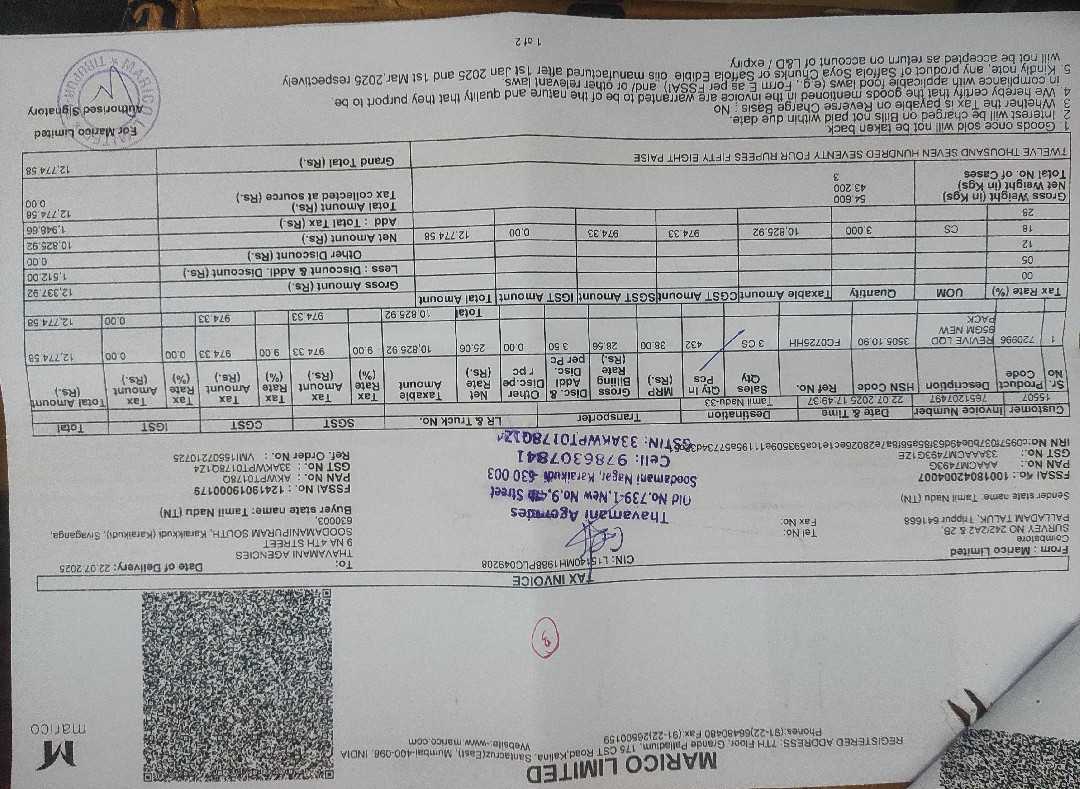 MARICO LIMITED
REGISTERED ADDRESS: 7TH Floor, Grande Palladium, 175 CST Road, Kalina, Santacruz(East), Mumbai-400-098, INDIA
Phones:(91-22)66480480 Fax:(91-22)26500159 Website:-www.marico.com
marico
3
TAX INVOICE
From : Marico Limited
CIN: L15140MH1988PLC049208
To:
Date of Delivery: 22.07.2025
Coimbatore
SURVEY NO 242/2A2 & 2B,
PALLADAM TALUK, Trippur 641668
Tel No:
Fax No:
THAVAMANI AGENCIES
9 NA 4TH STREET
SOODAMANIPURAM SOUTH, Karaikkudi (Karaikudi), Sivaganga,
630003,
Sender state name: Tamil Nadu (TN)
Buyer state name: Tamil Nadu (TN)
FSSAI No.: 10018042004007
PAN No.: AAACM7493G
GST No.: 33AAACM7493G1ZE
FSSAI No.: 12419019000179
PAN No.: AKWPT0178Q
GST No.: 33AKWPT0178Q1Z4
Ref. Order No.: VMI15507210725
Thavamani Agencies
Old No.739-1, New No.9, 4th Street
Soodamani Nagar, Karaikudi - 630 003
Cell: 9786307841
GSTIN: 33AKWPT0178Q1Z4
Customer Invoice Number Date & Time Destination Transporter LR & Truck No. SGST CGST IGST Total
15507 7651207497 22.07.2025 17:49:37 Tamil Nadu-33
Sr. No Product Code Description HSN Code Ref No. Sales Qty Qty In Pcs MRP (Rs.) Gross Billing Rate (Rs.) Disc. & Addl Disc. per Pc Other Disc. per pc Net Rate (Rs.) Taxable Amount Tax Rate (%) Tax Amount (Rs.) Tax Rate (%) Tax Amount (Rs.) Tax Rate (%) Tax Amount (Rs.) Total Amount (Rs.)
1 720996 REVIVE LQD 95GM NEW PACK 3505.10.90 FC025HH 3 CS 432 38.00 28.56 3.50 0.00 25.06 10,825.92 9.00 974.33 9.00 974.33 0.00 0.00 12,774.58
Total 10,825.92 974.33 974.33 0.00 12,774.58
Tax Rate (%) UOM Quantity Taxable Amount CGST Amount SGST Amount IGST Amount Total Amount
00
05
12
18 CS 3.000 10,825.92 974.33 974.33 0.00 12,774.58
28
Gross Amount (Rs.) 12,337.92
Less : Discount & Addl. Discount (Rs.) 1,512.00
Other Discount (Rs.) 0.00
Net Amount (Rs.) 10,825.92
Add : Total Tax (Rs.) 1,948.66
Total Amount (Rs.) 12,774.58
Tax collected at source (Rs.) 0.00
Gross Weight (in Kgs) 54.600
Net Weight (in Kgs) 43.200
Total No. Of Cases 3
TWELVE THOUSAND SEVEN HUNDRED SEVENTY FOUR RUPEES FIFTY EIGHT PAISE
Grand Total (Rs.) 12,774.58
1 Goods once sold will not be taken back.
2 Interest will be charged on Bills not paid within due date.
3 Whether the Tax is payable on Reverse Charge Basis : No
4 We hereby certify that the goods mentioned in the invoice are warranted to be of the nature and quality that they purport to be.
in compliance with applicable food laws (e.g., Form E as per FSSAI) and/or other relevant laws.
5 Kindly note, any product of Saffola Soya Chunks or Saffola Edible oils manufactured after 1st Jan 2025 and 1st Mar 2025 respectively
will not be accepted as return on account of L&D / expiry
For Marico Limited
Authorised Signatory
MARICO LIMITED
1 of 2